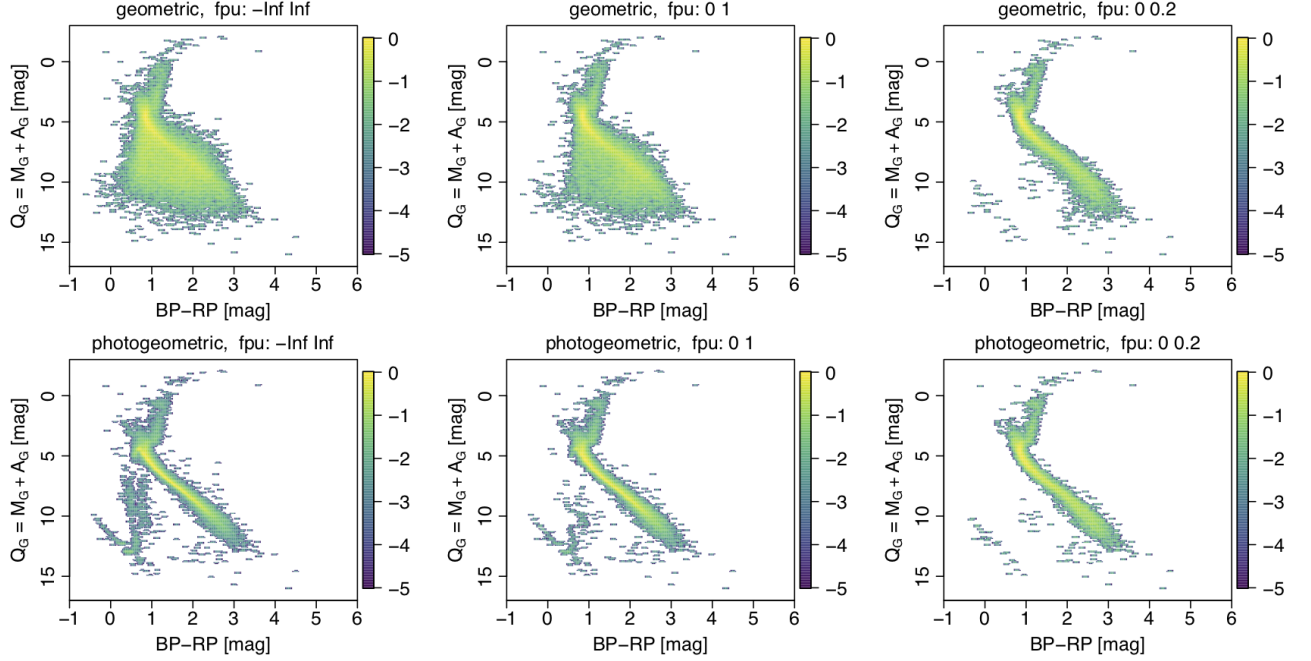 geometric, fpu: −Inf Inf
Q_G = M_G + A_G [mag]
0
5
10
15
−1 0 1 2 3 4 5 6
BP−RP [mag]
0
−1
−2
−3
−4
−5
geometric, fpu: 0 1
Q_G = M_G + A_G [mag]
0
5
10
15
−1 0 1 2 3 4 5 6
BP−RP [mag]
0
−1
−2
−3
−4
−5
geometric, fpu: 0 0.2
Q_G = M_G + A_G [mag]
0
5
10
15
−1 0 1 2 3 4 5 6
BP−RP [mag]
0
−1
−2
−3
−4
−5
photogeometric, fpu: −Inf Inf
Q_G = M_G + A_G [mag]
0
5
10
15
−1 0 1 2 3 4 5 6
BP−RP [mag]
0
−1
−2
−3
−4
−5
photogeometric, fpu: 0 1
Q_G = M_G + A_G [mag]
0
5
10
15
−1 0 1 2 3 4 5 6
BP−RP [mag]
0
−1
−2
−3
−4
−5
photogeometric, fpu: 0 0.2
Q_G = M_G + A_G [mag]
0
5
10
15
−1 0 1 2 3 4 5 6
BP−RP [mag]
0
−1
−2
−3
−4
−5